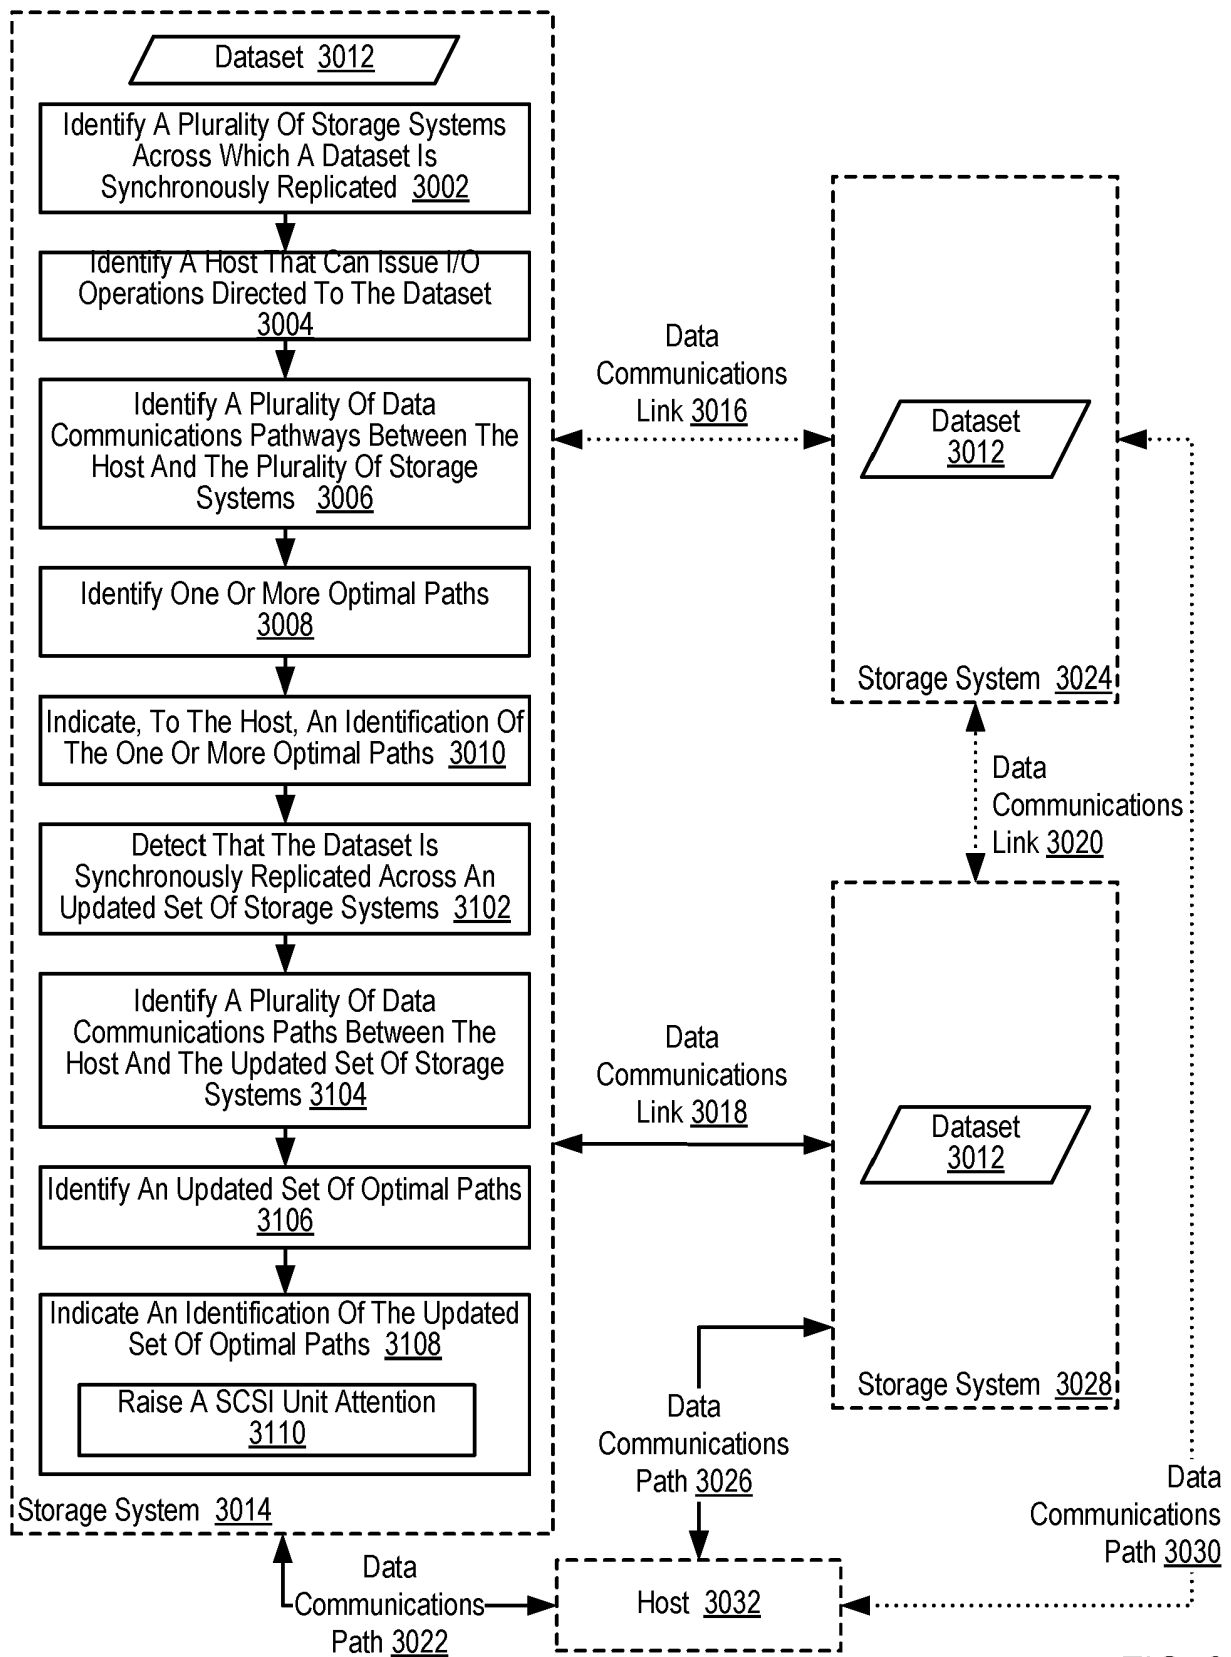 Dataset 3012
Identify A Plurality Of Storage Systems
Across Which A Dataset Is
Synchronously Replicated 3002
Identify A Host That Can Issue I/O
Operations Directed To The Dataset
3004
Identify A Plurality Of Data
Communications Pathways Between The
Host And The Plurality Of Storage
Systems 3006
Identify One Or More Optimal Paths
3008
Indicate, To The Host, An Identification Of
The One Or More Optimal Paths 3010
Detect That The Dataset Is
Synchronously Replicated Across An
Updated Set Of Storage Systems 3102
Identify A Plurality Of Data
Communications Paths Between The
Host And The Updated Set Of Storage
Systems 3104
Identify An Updated Set Of Optimal Paths
3106
Indicate An Identification Of The Updated
Set Of Optimal Paths 3108
Raise A SCSI Unit Attention
3110
Storage System 3014
Data
Communications
Link 3016
Dataset
3012
Storage System 3024
Data
Communications
Link 3020
Data
Communications
Link 3018
Dataset
3012
Storage System 3028
Data
Communications
Path 3026
Data
Communications
Path 3030
Data
Communications
Path 3022
Host 3032